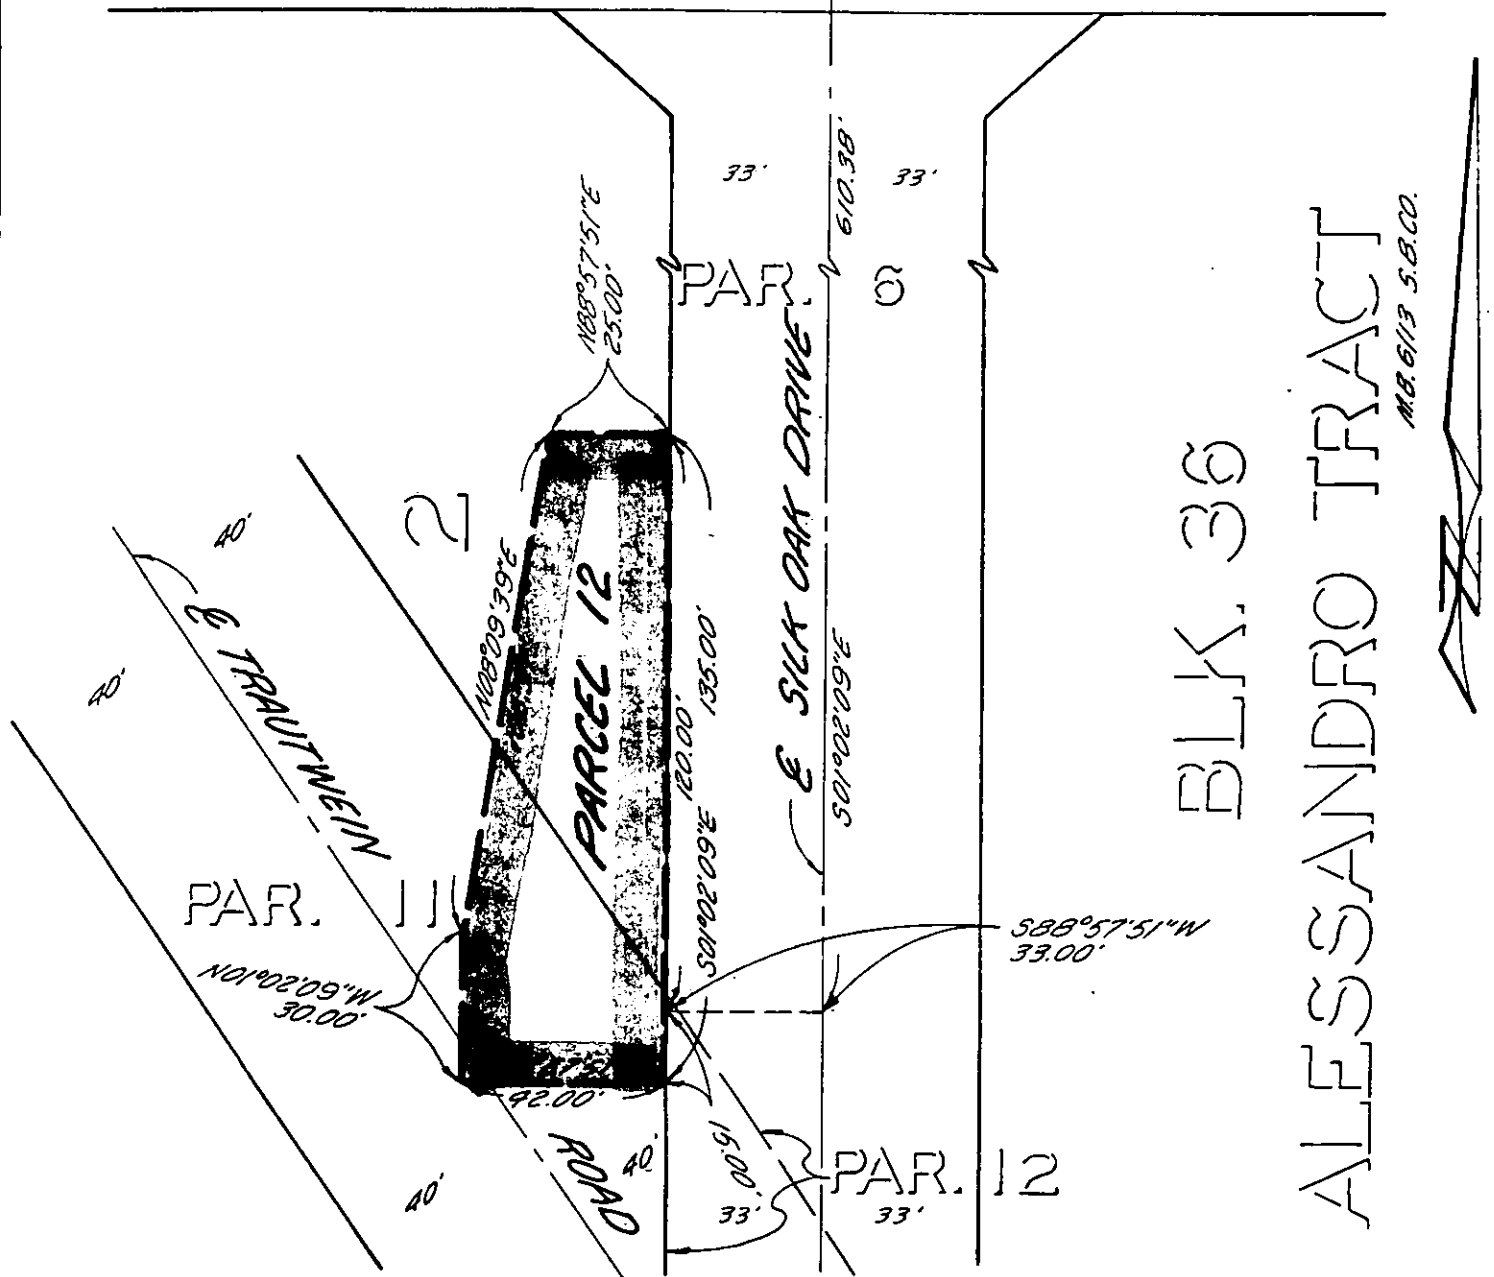 33'
610.38'
33'
N88°57'51"E
25.00'
PAR. 6
M.B. 6/13 S.B.CO.
ALESSANDRO TRACT
BLK. 36
℄ SILK OAK DRIVE
S01°02'09"E
2
40'
40'
℄ TRAUTWEIN
N08°09'39"E
PARCEL 12
135.00'
120.00'
S01°02'09"E
PAR. 11
N01°02'09"W
30.00'
S88°57'51"W
33.00'
42.00'
ROAD
40'
40'
15.00'
PAR. 12
33'
33'